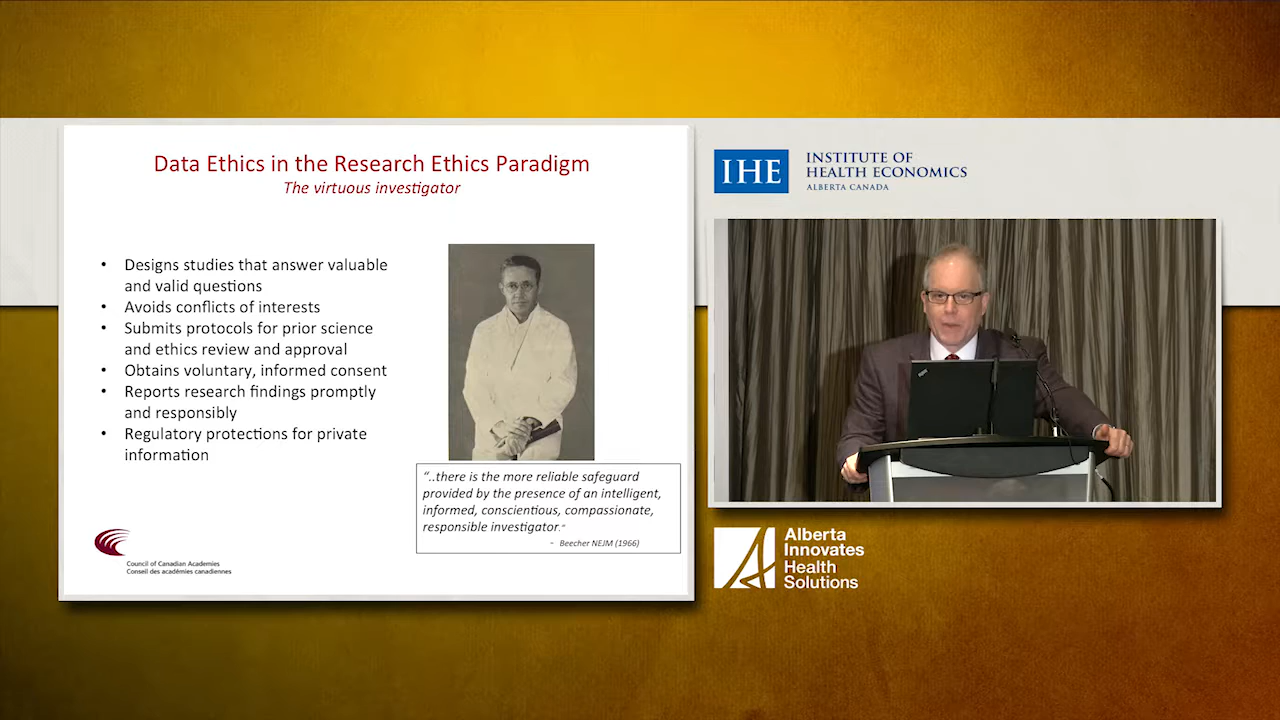 Data Ethics in the Research Ethics Paradigm
The virtuous investigator
• Designs studies that answer valuable
and valid questions
• Avoids conflicts of interests
• Submits protocols for prior science
and ethics review and approval
• Obtains voluntary, informed consent
• Reports research findings promptly
and responsibly
• Regulatory protections for private
information
“..there is the more reliable safeguard
provided by the presence of an intelligent,
informed, conscientious, compassionate,
responsible investigator.”
- Beecher NEJM (1966)
Council of Canadian Academies
Conseil des académies canadiennes
IHE
INSTITUTE OF
HEALTH ECONOMICS
ALBERTA CANADA
Alberta
Innovates
Health
Solutions